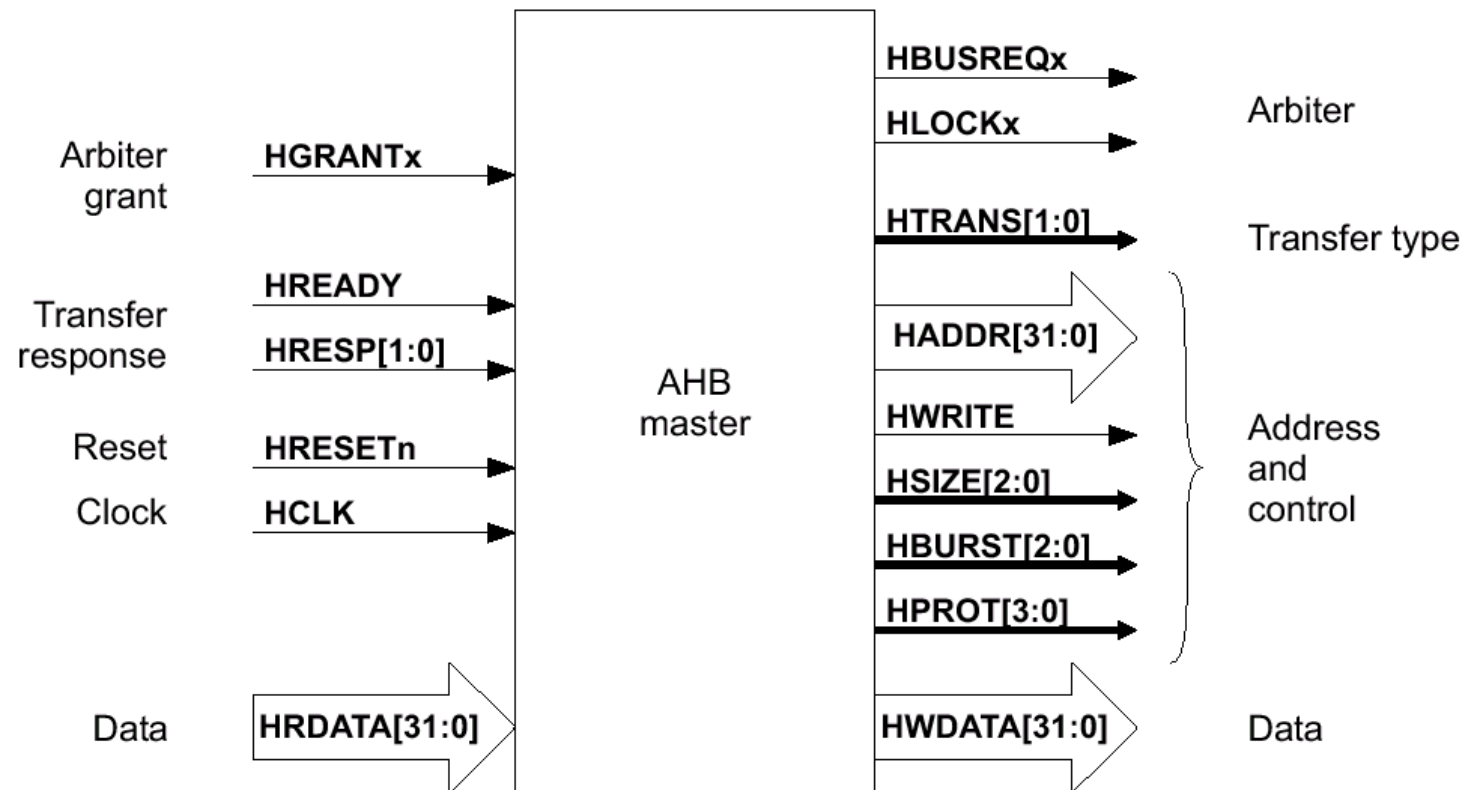 HBUSREQx
Arbiter
HLOCKx
Arbiter
grant
HGRANTx
HTRANS[1:0]
Transfer type
Transfer
response
HREADY
HRESP[1:0]
HADDR[31:0]
AHB
master
HWRITE
Address
and
control
Reset
HRESETn
HSIZE[2:0]
Clock
HCLK
HBURST[2:0]
HPROT[3:0]
Data
HRDATA[31:0]
HWDATA[31:0]
Data